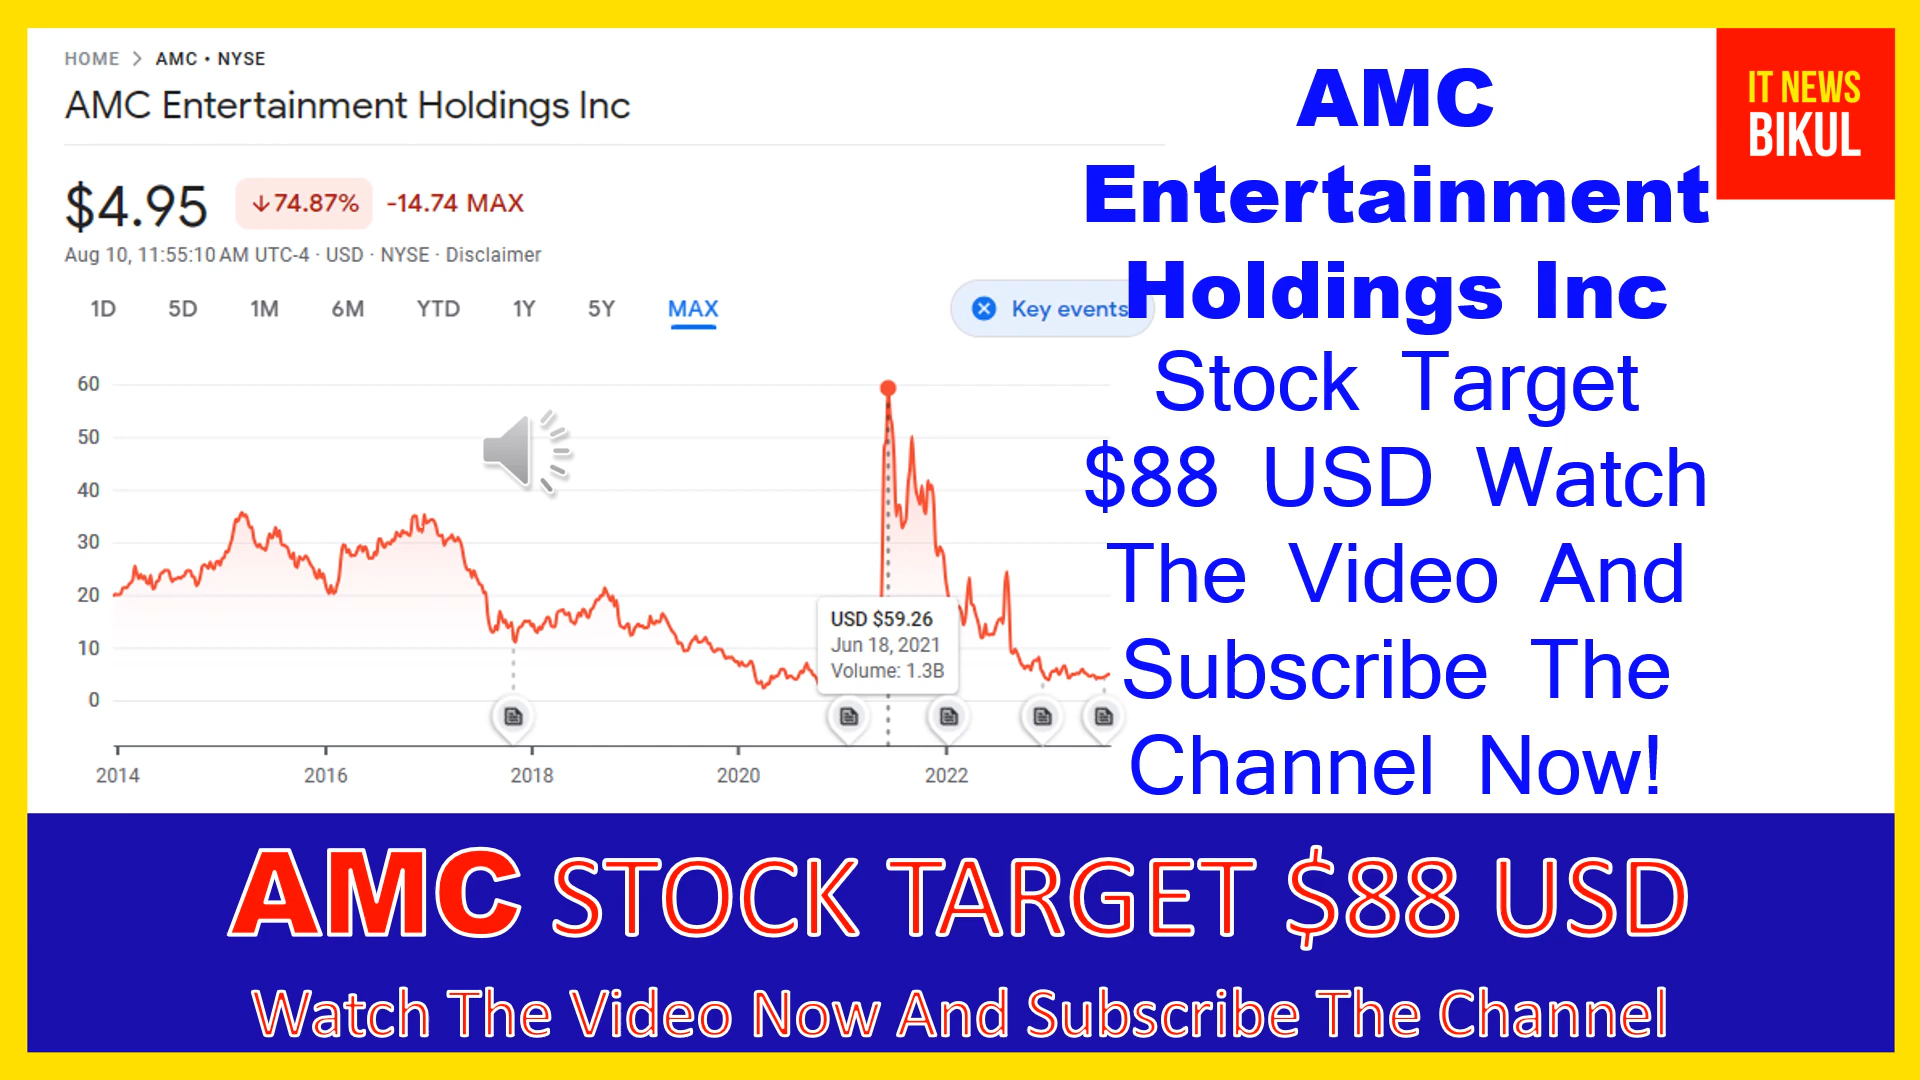 HOME > AMC • NYSE
AMC Entertainment Holdings Inc
$4.95 ↓74.87% -14.74 MAX
Aug 10, 11:55:10 AM UTC-4 · USD · NYSE · Disclaimer
1D 5D 1M 6M YTD 1Y 5Y MAX
Key events
60
50
40
30
20
10
0
USD $59.26
Jun 18, 2021
Volume: 1.3B
2014 2016 2018 2020 2022
AMC
Entertainment
Holdings Inc
Stock Target
$88 USD Watch
The Video And
Subscribe The
Channel Now!
IT NEWS
BIKUL
AMC STOCK TARGET $88 USD
Watch The Video Now And Subscribe The Channel